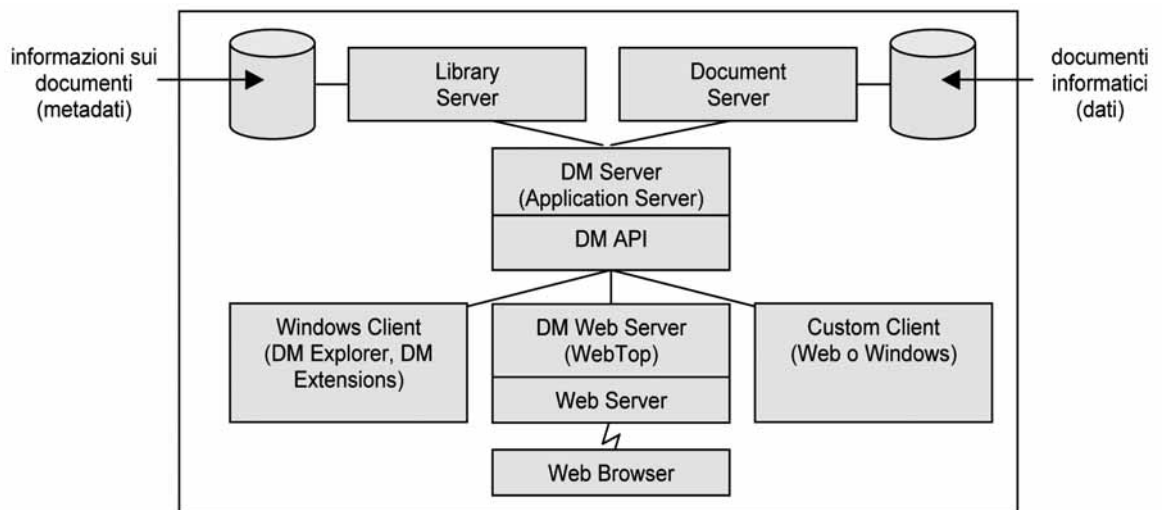 informazioni sui
documenti
(metadati)
Library
Server
Document
Server
documenti
informatici
(dati)
DM Server
(Application Server)
DM API
Windows Client
(DM Explorer, DM
Extensions)
DM Web Server
(WebTop)
Web Server
Custom Client
(Web o Windows)
Web Browser